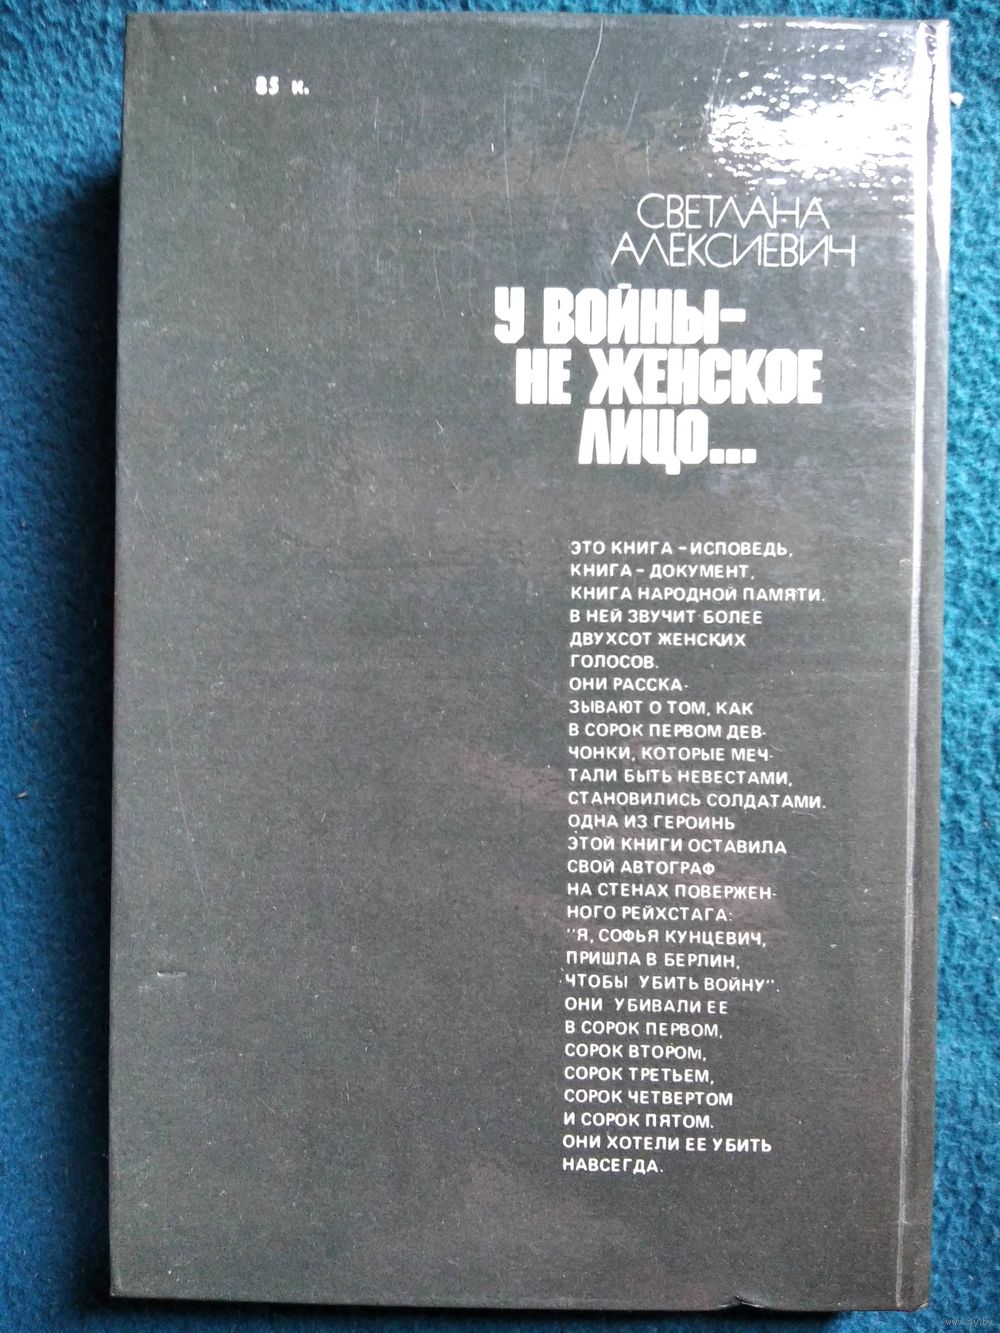 85 к.
СВЕТЛАНА
АЛЕКСИЕВИЧ
У ВОЙНЫ-
НЕ ЖЕНСКОЕ
ЛИЦО...
ЭТО КНИГА - ИСПОВЕДЬ,
КНИГА - ДОКУМЕНТ,
КНИГА НАРОДНОЙ ПАМЯТИ.
В НЕЙ ЗВУЧИТ БОЛЕЕ
ДВУХСОТ ЖЕНСКИХ
ГОЛОСОВ.
ОНИ РАССКА-
ЗЫВАЮТ О ТОМ, КАК
В СОРОК ПЕРВОМ ДЕВ-
ЧОНКИ, КОТОРЫЕ МЕЧ-
ТАЛИ БЫТЬ НЕВЕСТАМИ,
СТАНОВИЛИСЬ СОЛДАТАМИ.
ОДНА ИЗ ГЕРОИНЬ
ЭТОЙ КНИГИ ОСТАВИЛА
СВОЙ АВТОГРАФ
НА СТЕНАХ ПОВЕРЖЕН-
НОГО РЕЙХСТАГА:
"Я, СОФЬЯ КУНЦЕВИЧ,
ПРИШЛА В БЕРЛИН,
ЧТОБЫ УБИТЬ ВОЙНУ".
ОНИ УБИВАЛИ ЕЕ
В СОРОК ПЕРВОМ,
СОРОК ВТОРОМ,
СОРОК ТРЕТЬЕМ,
СОРОК ЧЕТВЕРТОМ
И СОРОК ПЯТОМ.
ОНИ ХОТЕЛИ ЕЕ УБИТЬ
НАВСЕГДА.
www.ay.by